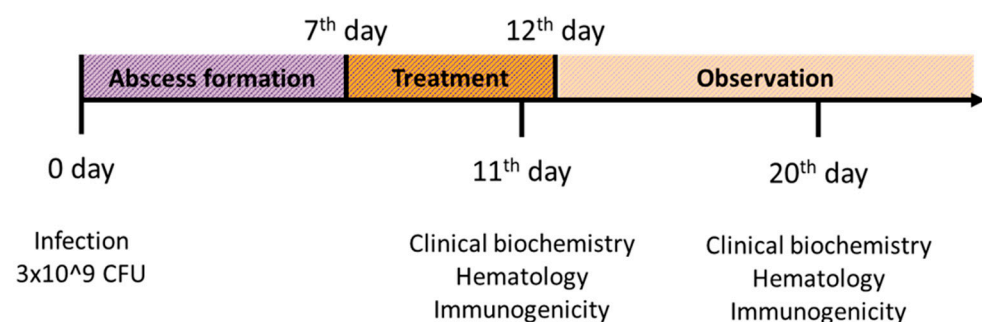 7th day 12th day
Abscess formation Treatment Observation
0 day 11th day 20th day
Infection
3x10^9 CFU
Clinical biochemistry
Hematology
Immunogenicity
Clinical biochemistry
Hematology
Immunogenicity